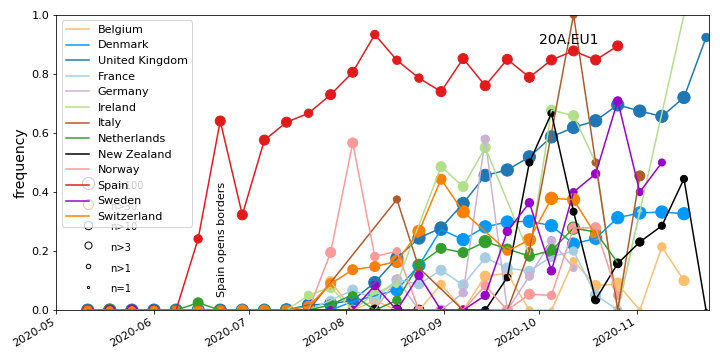 1.0
0.8
0.6
0.4
0.2
0.0
frequency
Belgium
Denmark
United Kingdom
France
Germany
Ireland
Italy
Netherlands
New Zealand
Norway
Spain
Sweden
Switzerland
n>10
n>3
n>1
n=1
Spain opens borders
20A.EU1
2020-05
2020-06
2020-07
2020-08
2020-09
2020-10
2020-11